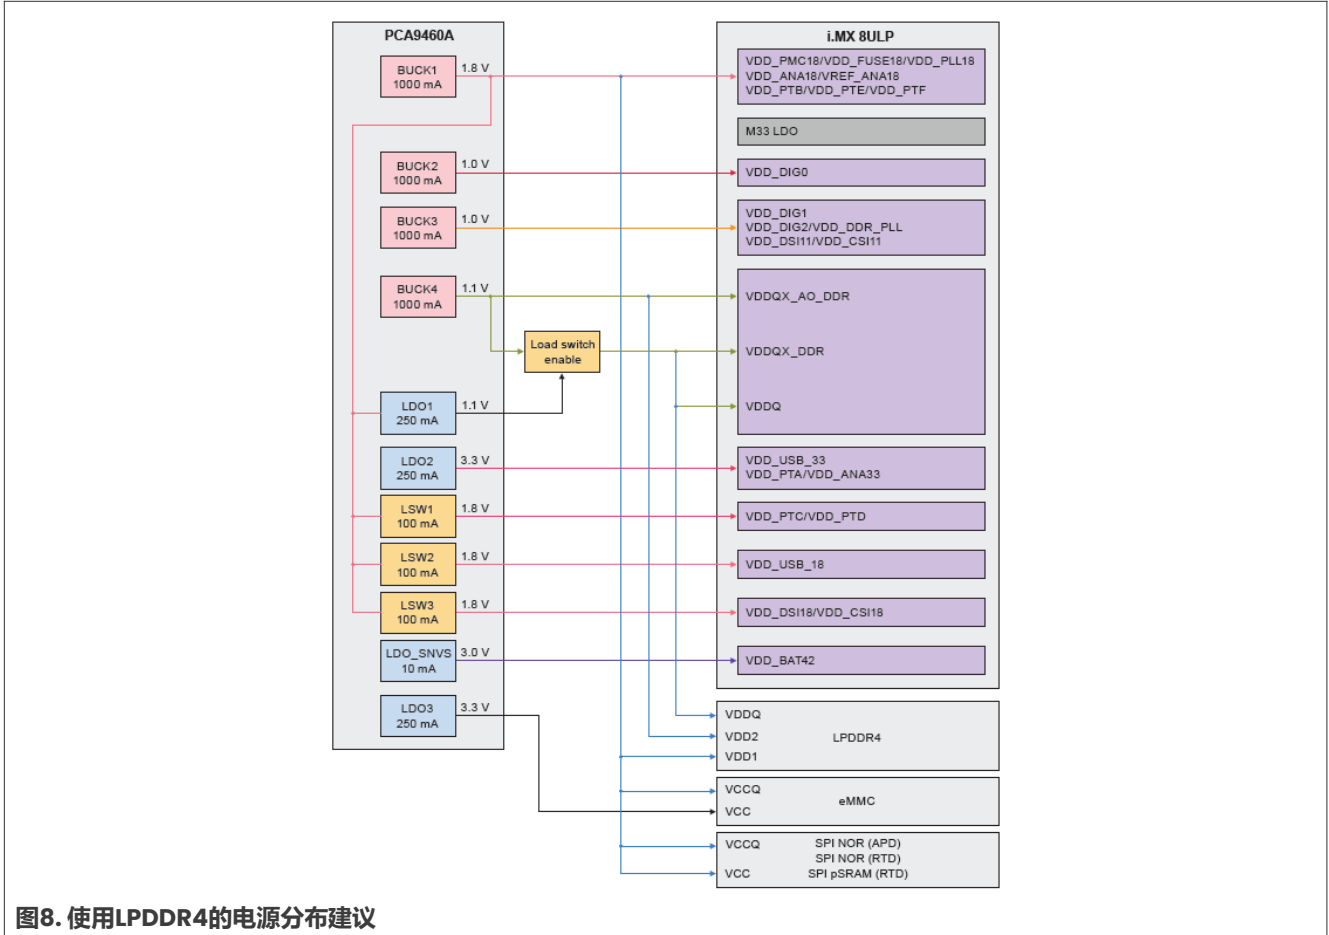 PCA9460A
BUCK1
1000 mA
1.8 V
BUCK2
1000 mA
1.0 V
BUCK3
1000 mA
1.0 V
BUCK4
1000 mA
1.1 V
Load switch
enable
LDO1
250 mA
1.1 V
LDO2
250 mA
3.3 V
LSW1
100 mA
1.8 V
LSW2
100 mA
1.8 V
LSW3
100 mA
1.8 V
LDO_SNVS
10 mA
3.0 V
LDO3
250 mA
3.3 V
i.MX 8ULP
VDD_PMC18/VDD_FUSE18/VDD_PLL18
VDD_ANA18/VREF_ANA18
VDD_PTB/VDD_PTE/VDD_PTF
M33 LDO
VDD_DIG0
VDD_DIG1
VDD_DIG2/VDD_DDR_PLL
VDD_DSI11/VDD_CSI11
VDDQX_AO_DDR
VDDQX_DDR
VDDQ
VDD_USB_33
VDD_PTA/VDD_ANA33
VDD_PTC/VDD_PTD
VDD_USB_18
VDD_DSI18/VDD_CSI18
VDD_BAT42
VDDQ
VDD2
LPDDR4
VDD1
VCCQ
eMMC
VCC
VCCQ
SPI NOR (APD)
SPI NOR (RTD)
VCC
SPI pSRAM (RTD)
图8. 使用LPDDR4的电源分布建议